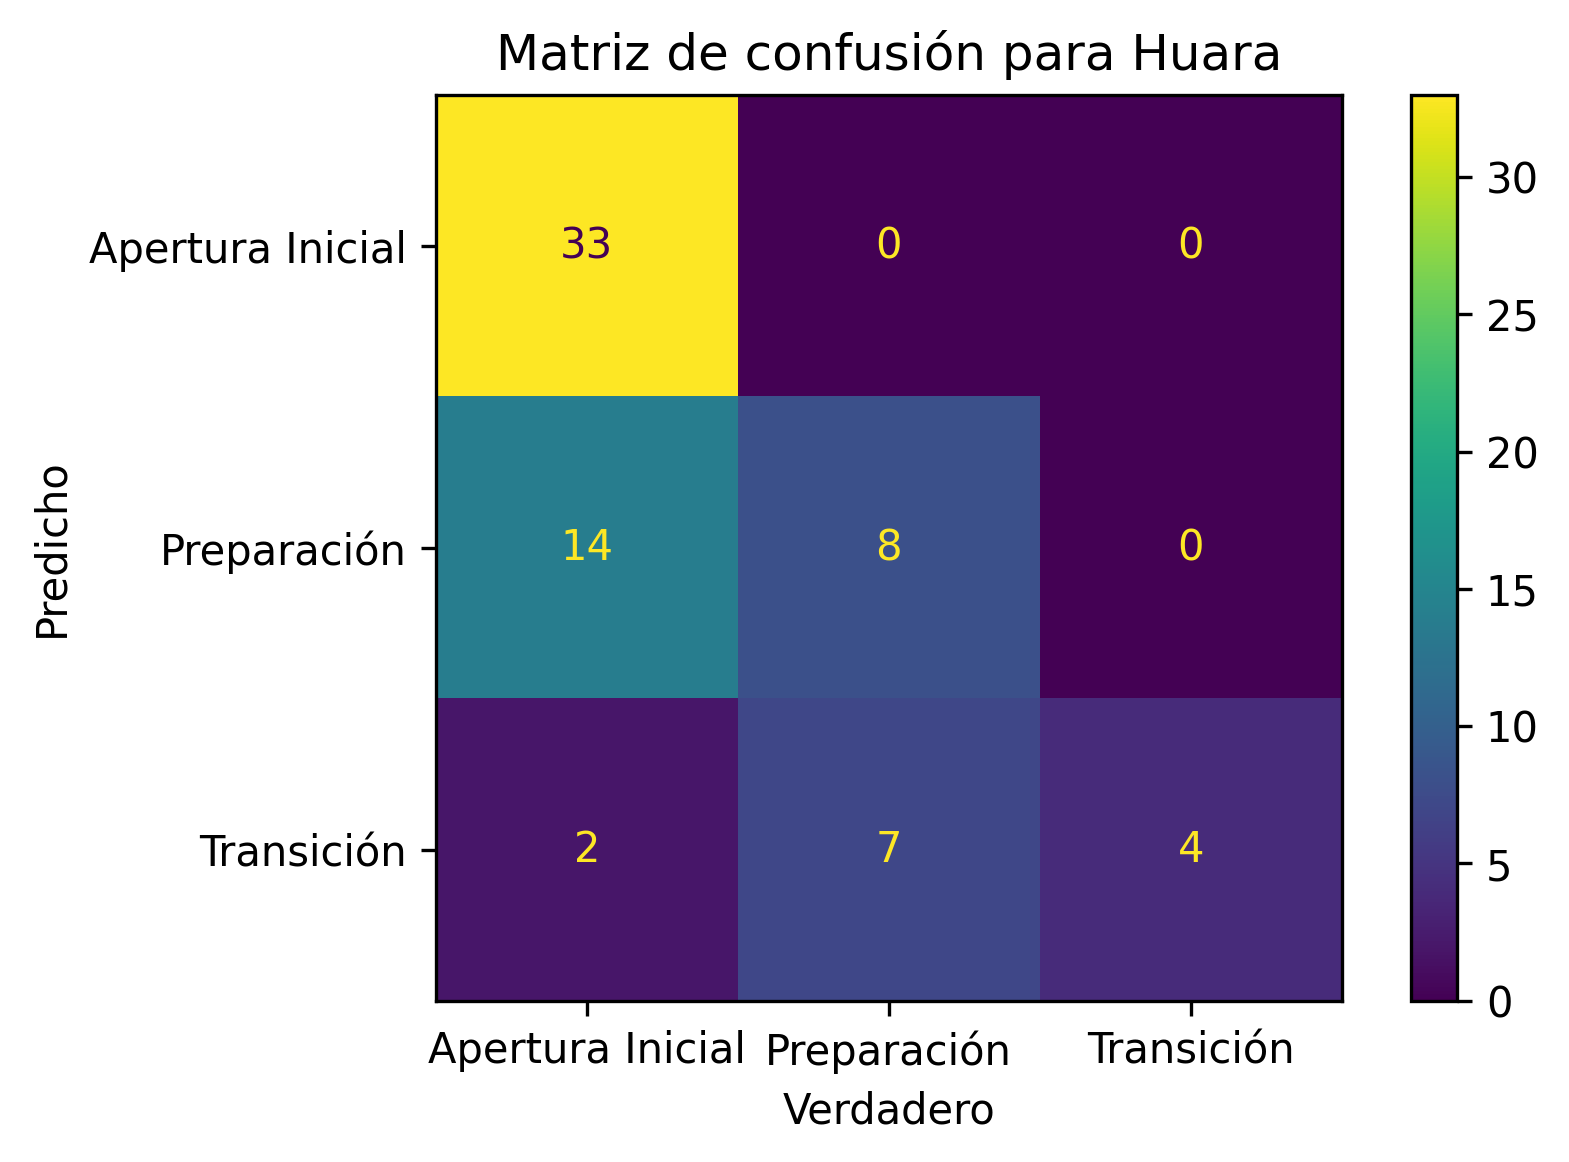 Matriz de confusión para Huara
Predicho
Apertura Inicial
33 0 0
Preparación
14 8 0
Transición
2 7 4
Apertura Inicial Preparación Transición
Verdadero
30
25
20
15
10
5
0